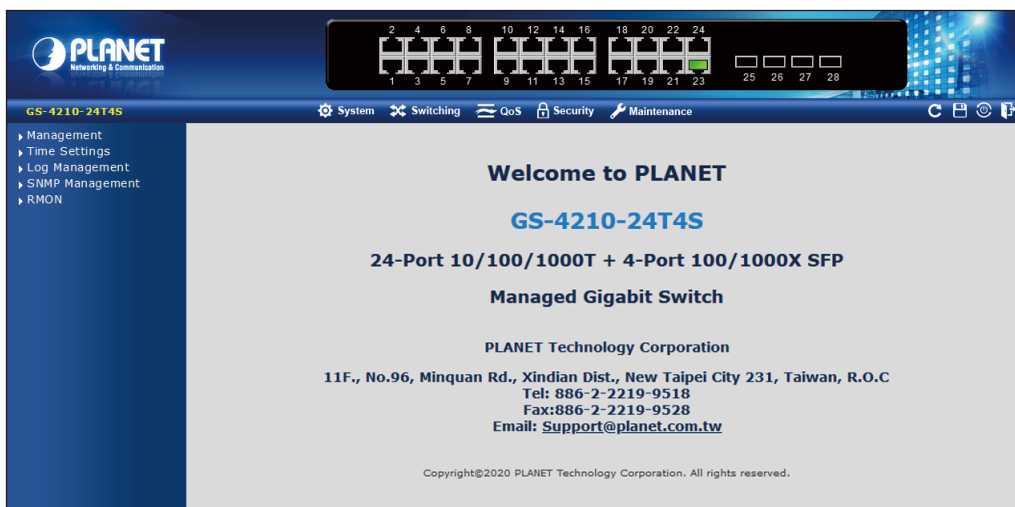 PLANET
Networking & Communication
2 4 6 8 10 12 14 16 18 20 22 24
1 3 5 7 9 11 13 15 17 19 21 23
25 26 27 28
GS-4210-24T4S
System Switching QoS Security Maintenance
Management
Time Settings
Log Management
SNMP Management
RMON
Welcome to PLANET
GS-4210-24T4S
24-Port 10/100/1000T + 4-Port 100/1000X SFP
Managed Gigabit Switch
PLANET Technology Corporation
11F., No.96, Minquan Rd., Xindian Dist., New Taipei City 231, Taiwan, R.O.C
Tel: 886-2-2219-9518
Fax:886-2-2219-9528
Email: Support@planet.com.tw
Copyright©2020 PLANET Technology Corporation. All rights reserved.